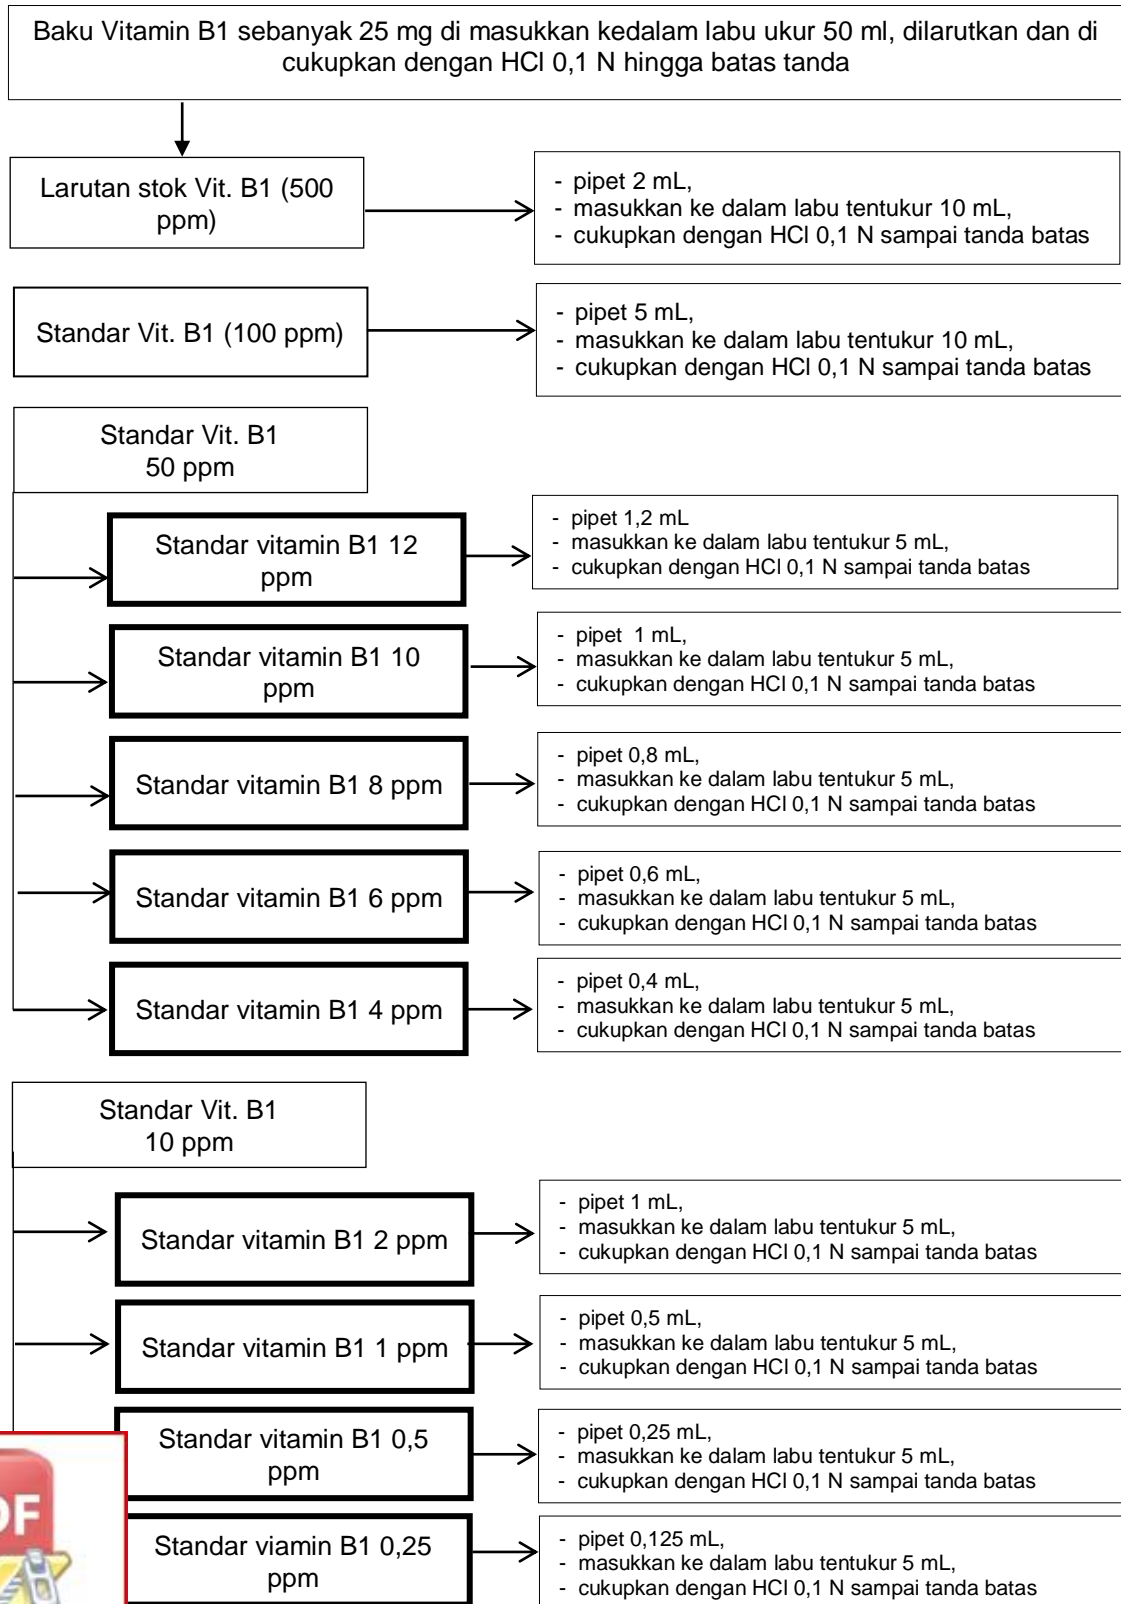 Baku Vitamin B1 sebanyak 25 mg di masukkan kedalam labu ukur 50 ml, dilarutkan dan di
cukupkan dengan HCl 0,1 N hingga batas tanda
Larutan stok Vit. B1 (500
ppm)
- pipet 2 mL,
- masukkan ke dalam labu tentukur 10 mL,
- cukupkan dengan HCl 0,1 N sampai tanda batas
Standar Vit. B1 (100 ppm)
- pipet 5 mL,
- masukkan ke dalam labu tentukur 10 mL,
- cukupkan dengan HCl 0,1 N sampai tanda batas
Standar Vit. B1
50 ppm
Standar vitamin B1 12
ppm
- pipet 1,2 mL
- masukkan ke dalam labu tentukur 5 mL,
- cukupkan dengan HCl 0,1 N sampai tanda batas
Standar vitamin B1 10
ppm
- pipet 1 mL,
- masukkan ke dalam labu tentukur 5 mL,
- cukupkan dengan HCl 0,1 N sampai tanda batas
Standar vitamin B1 8 ppm
- pipet 0,8 mL,
- masukkan ke dalam labu tentukur 5 mL,
- cukupkan dengan HCl 0,1 N sampai tanda batas
Standar vitamin B1 6 ppm
- pipet 0,6 mL,
- masukkan ke dalam labu tentukur 5 mL,
- cukupkan dengan HCl 0,1 N sampai tanda batas
Standar vitamin B1 4 ppm
- pipet 0,4 mL,
- masukkan ke dalam labu tentukur 5 mL,
- cukupkan dengan HCl 0,1 N sampai tanda batas
Standar Vit. B1
10 ppm
Standar vitamin B1 2 ppm
- pipet 1 mL,
- masukkan ke dalam labu tentukur 5 mL,
- cukupkan dengan HCl 0,1 N sampai tanda batas
Standar vitamin B1 1 ppm
- pipet 0,5 mL,
- masukkan ke dalam labu tentukur 5 mL,
- cukupkan dengan HCl 0,1 N sampai tanda batas
Standar vitamin B1 0,5
ppm
- pipet 0,25 mL,
- masukkan ke dalam labu tentukur 5 mL,
- cukupkan dengan HCl 0,1 N sampai tanda batas
Standar viamin B1 0,25
ppm
- pipet 0,125 mL,
- masukkan ke dalam labu tentukur 5 mL,
- cukupkan dengan HCl 0,1 N sampai tanda batas